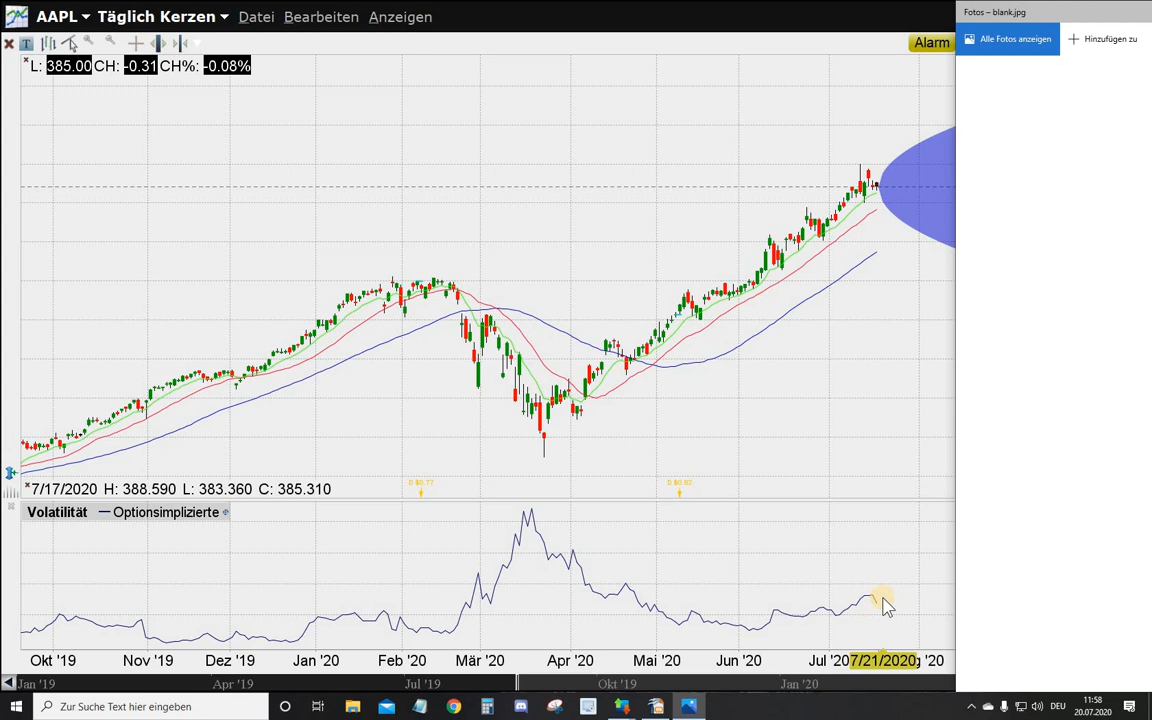 AAPL Täglich Kerzen Datei Bearbeiten Anzeigen
Fotos – blank.jpg
Alle Fotos anzeigen
Hinzufügen zu
T
Alarm
L: 385.00 CH: -0.31 CH%: -0.08%
D $0.77
D $0.82
7/17/2020 H: 388.590 L: 383.360 C: 385.310
Volatilität Optionsimplizierte
Okt '19 Nov '19 Dez '19 Jan '20 Feb '20 Mär '20 Apr '20 Mai '20 Jun '20 Jul '20 7/21/2020 g '20
Jan '19 Apr '19 Jul '19 Okt '19 Jan '20
Zur Suche Text hier eingeben
DEU
11:58
20.07.2020